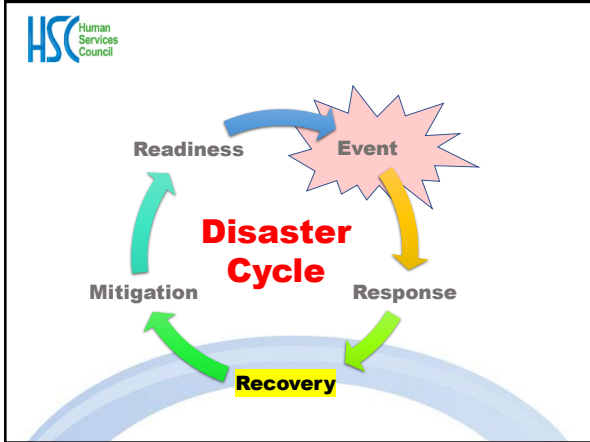 HSC Human
Services
Council
Readiness
Event
Disaster
Cycle
Mitigation
Response
Recovery